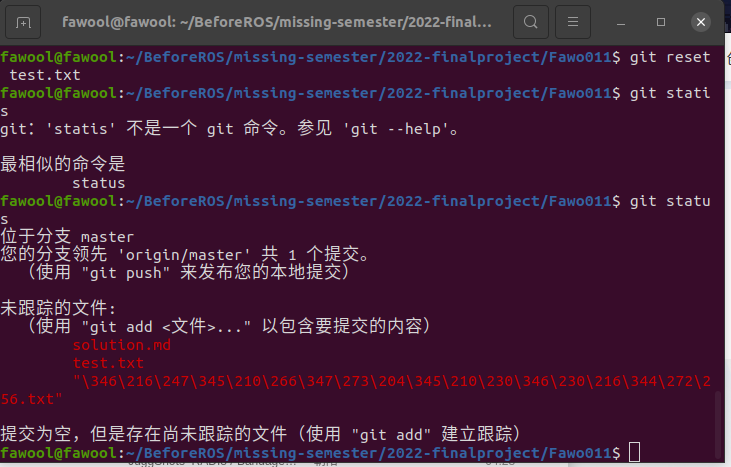 fawool@fawool: ~/BeforeROS/missing-semester/2022-final...
fawool@fawool:~/BeforeROS/missing-semester/2022-finalproject/Fawo011$ git reset
 test.txt
fawool@fawool:~/BeforeROS/missing-semester/2022-finalproject/Fawo011$ git stati
s
git：'statis' 不是一个 git 命令。参见 'git --help'。
最相似的命令是
status
fawool@fawool:~/BeforeROS/missing-semester/2022-finalproject/Fawo011$ git statu
s
位于分支 master
您的分支领先 'origin/master' 共 1 个提交。
（使用 "git push" 来发布您的本地提交）
未跟踪的文件:
（使用 "git add <文件>..." 以包含要提交的内容）
solution.md
test.txt
"\346\216\247\345\210\266\347\273\204\345\210\230\346\230\216\344\272\2
56.txt"
提交为空，但是存在尚未跟踪的文件（使用 "git add" 建立跟踪）
fawool@fawool:~/BeforeROS/missing-semester/2022-finalproject/Fawo011$